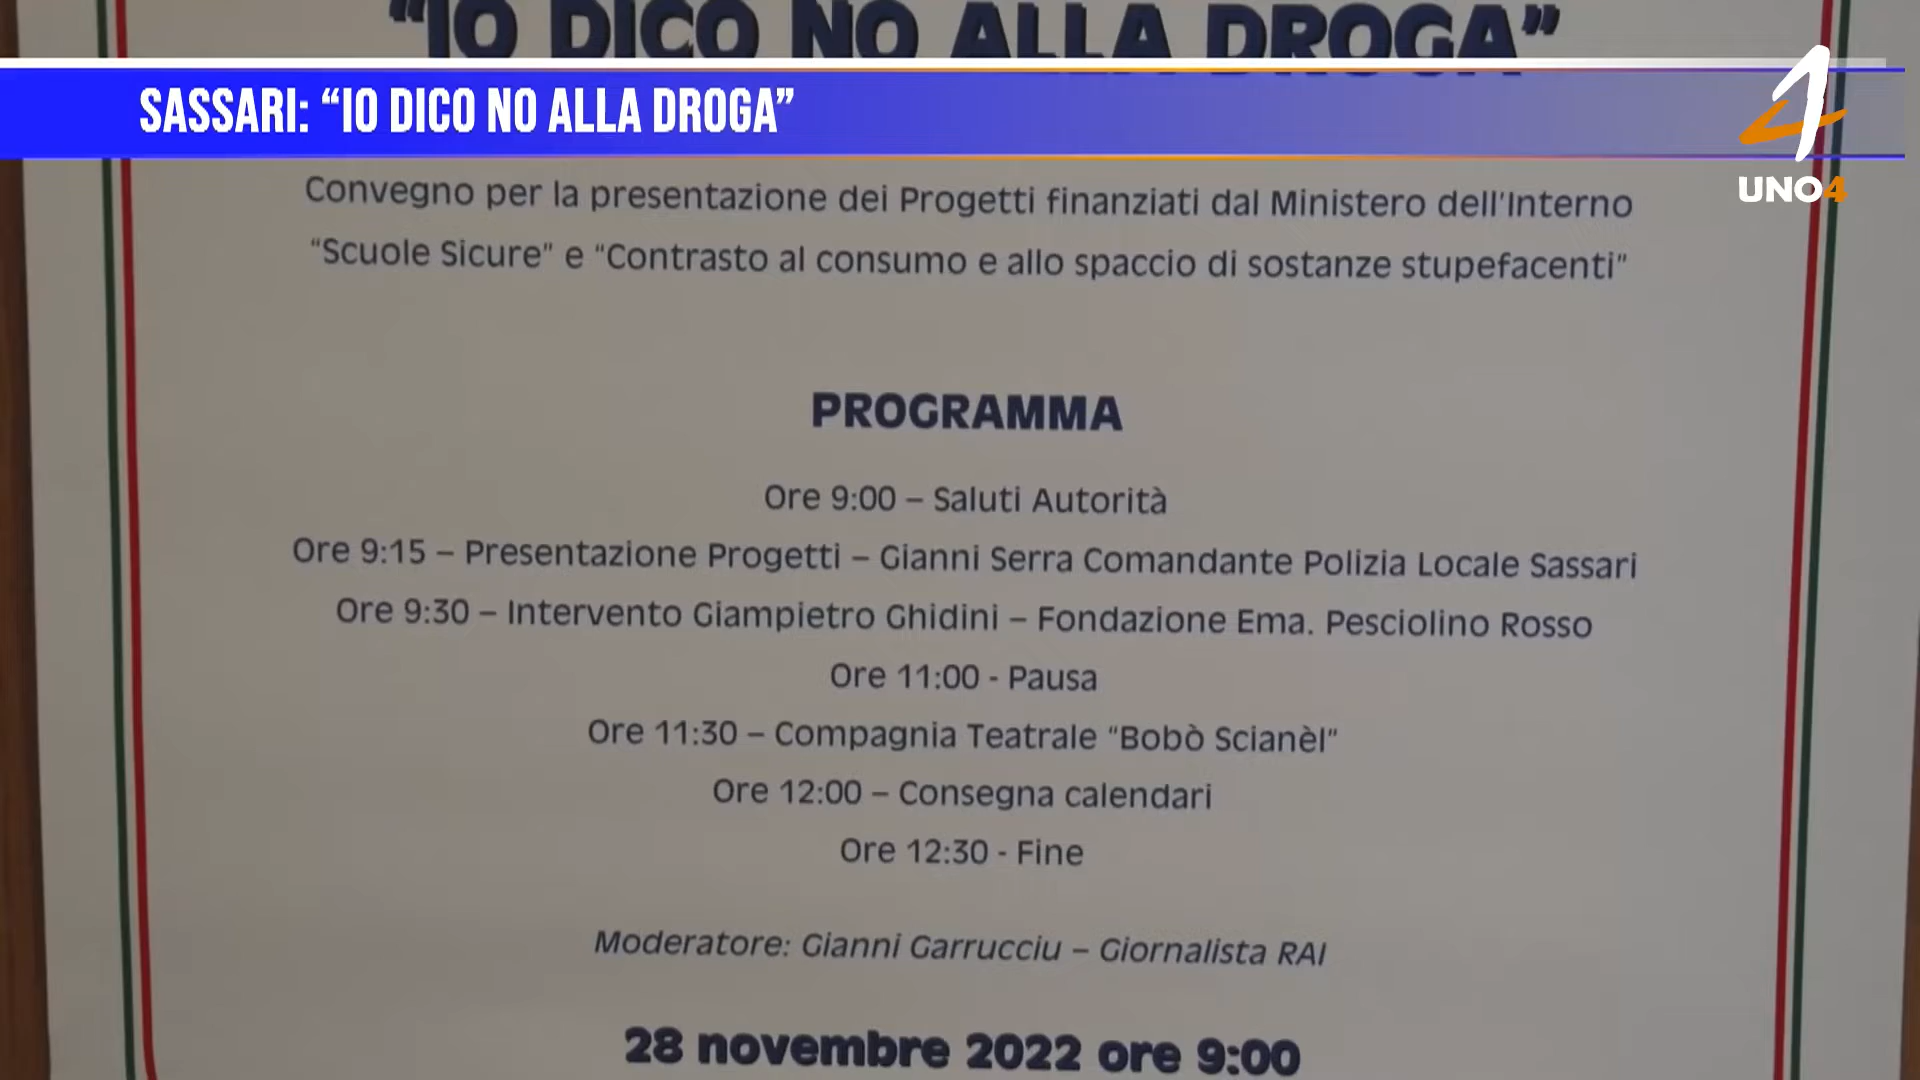 “IO DICO NO ALLA DROGA”
SASSARI: “IO DICO NO ALLA DROGA”
UNO4
Convegno per la presentazione dei Progetti finanziati dal Ministero dell'Interno
“Scuole Sicure” e “Contrasto al consumo e allo spaccio di sostanze stupefacenti”
PROGRAMMA
Ore 9:00 – Saluti Autorità
Ore 9:15 – Presentazione Progetti – Gianni Serra Comandante Polizia Locale Sassari
Ore 9:30 – Intervento Giampietro Ghidini – Fondazione Ema. Pesciolino Rosso
Ore 11:00 - Pausa
Ore 11:30 – Compagnia Teatrale “Bobò Scianèl”
Ore 12:00 – Consegna calendari
Ore 12:30 - Fine
Moderatore: Gianni Garrucciu – Giornalista RAI
28 novembre 2022 ore 9:00